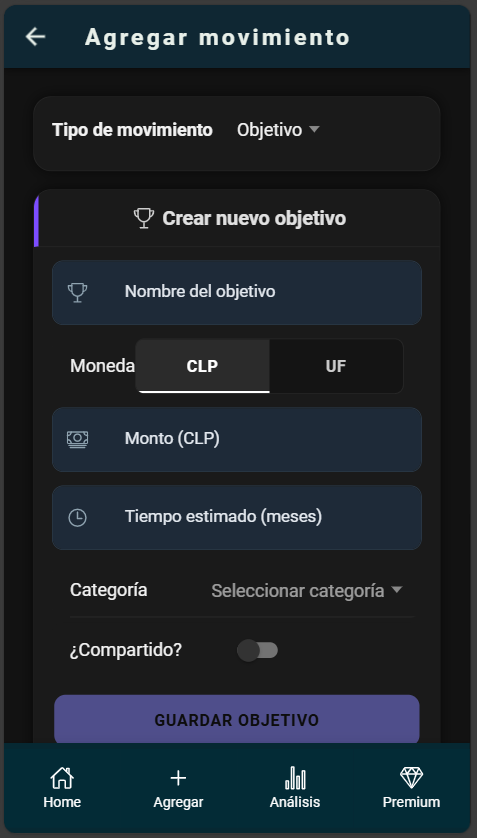 Agregar movimiento
Tipo de movimiento Objetivo
Crear nuevo objetivo
Nombre del objetivo
Moneda CLP UF
Monto (CLP)
Tiempo estimado (meses)
Categoría Seleccionar categoría
¿Compartido?
GUARDAR OBJETIVO
Home Agregar Análisis Premium